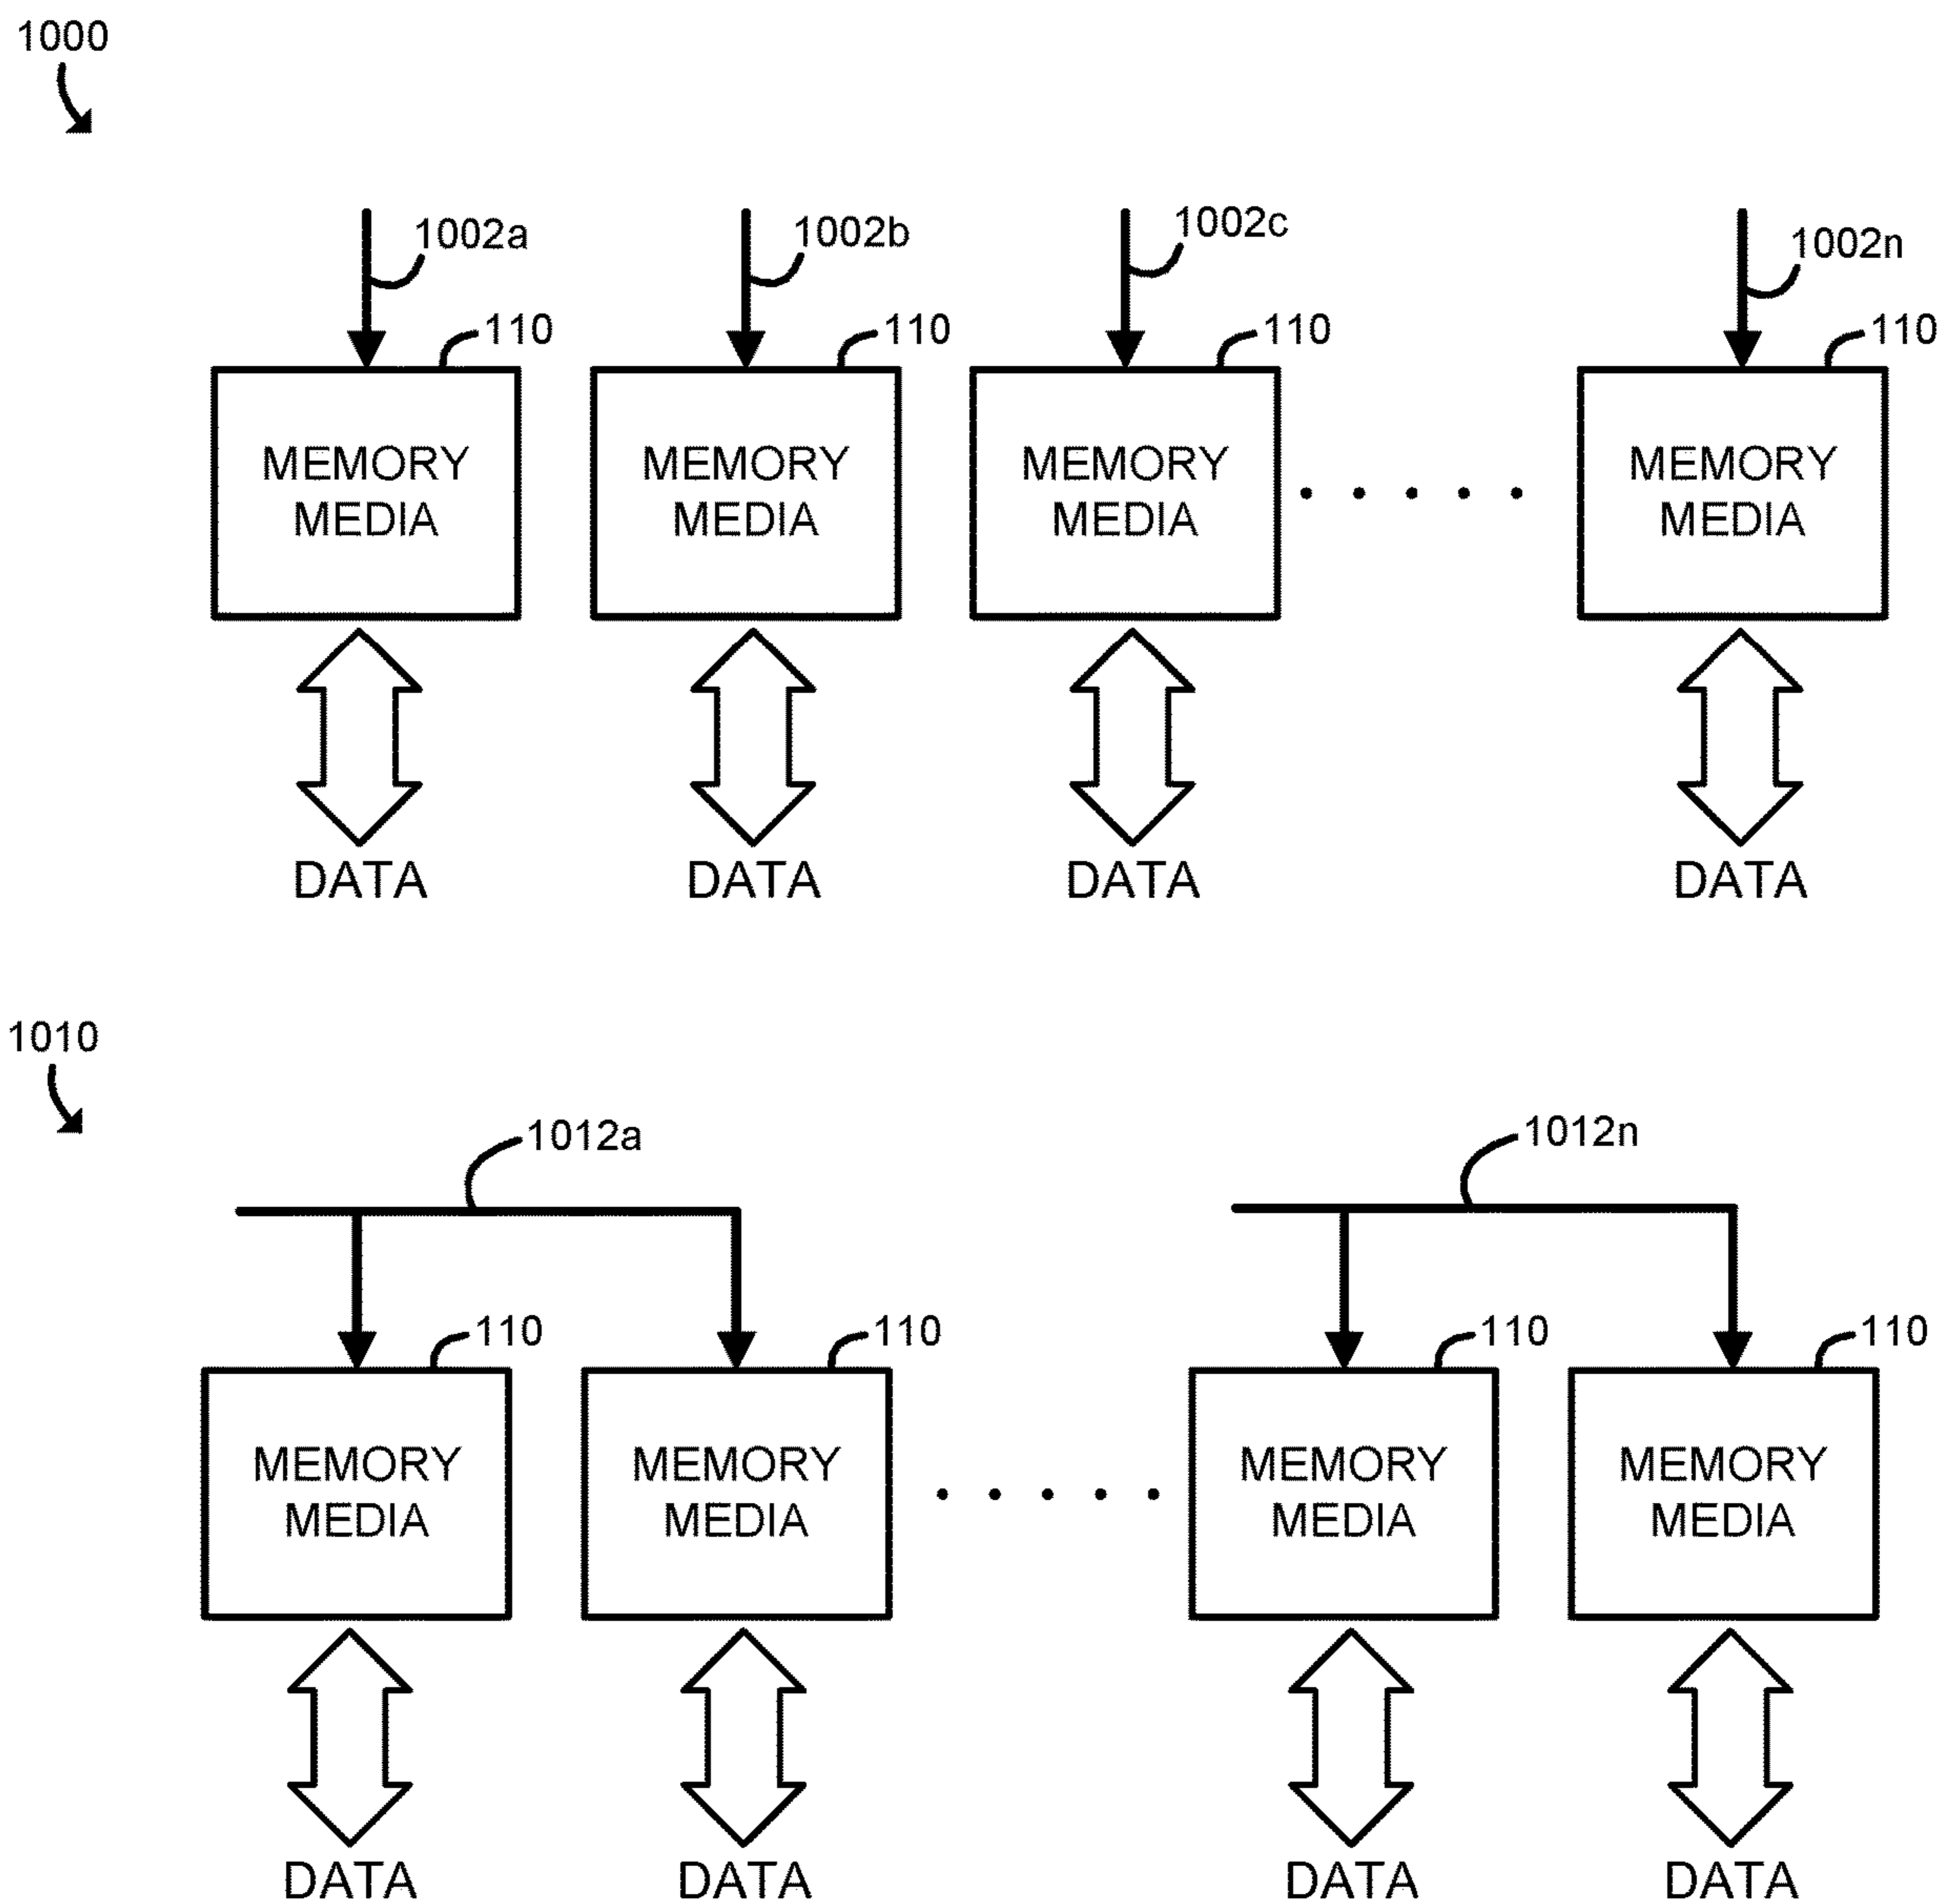 1000
1002a
1002b
1002c
1002n
110
110
110
110
MEMORY
MEDIA
MEMORY
MEDIA
MEMORY
MEDIA
MEMORY
MEDIA
DATA
DATA
DATA
DATA
1010
1012a
1012n
110
110
110
110
MEMORY
MEDIA
MEMORY
MEDIA
MEMORY
MEDIA
MEMORY
MEDIA
DATA
DATA
DATA
DATA